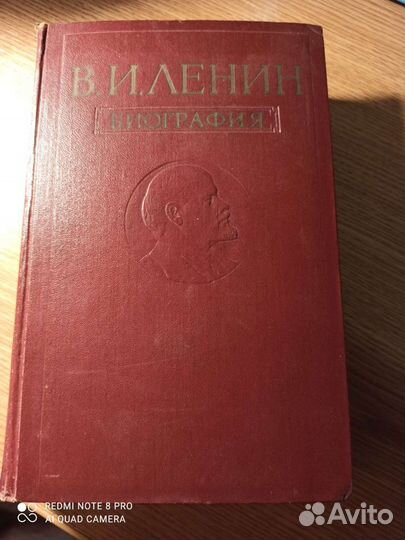 В. И. ЛЕНИН
БИОГРАФИЯ
REDMI NOTE 8 PRO
AI QUAD CAMERA
Avito